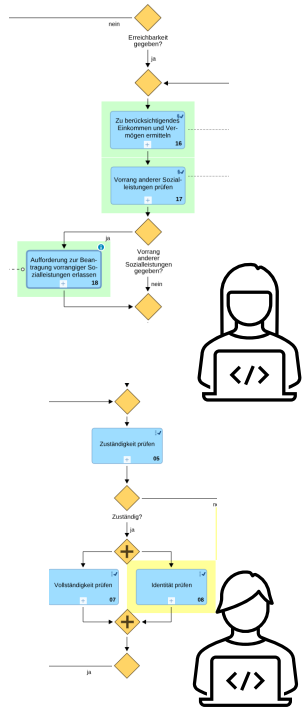 nein
Erreichbarkeit
gegeben?
ja
Zu berücksichtigendes
Einkommen und Ver-
mögen ermitteln
16
Vorrang anderer Sozial-
leistungen prüfen
17
ja
Vorrang
anderer
Sozialleistungen
gegeben?
Aufforderung zur Bean-
tragung vorrangiger So-
zialleistungen erlassen
18
nein
</>
Zuständigkeit prüfen
05
Zuständig?
ja
Vollständigkeit prüfen
07
Identität prüfen
08
ja
</>